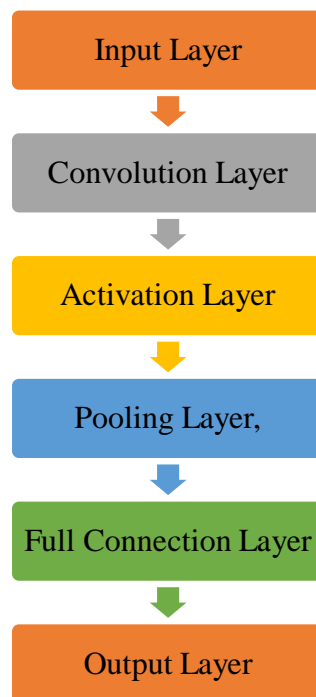 Input Layer
Convolution Layer
Activation Layer
Pooling Layer,
Full Connection Layer
Output Layer